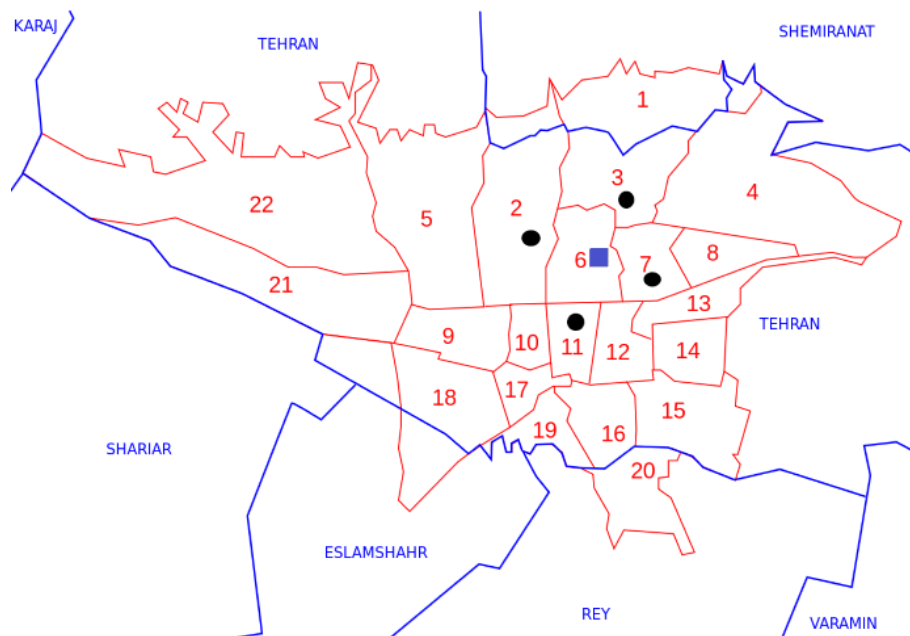 KARAJ
TEHRAN
SHEMIRANAT
1
3
4
22
5
2
6
7
8
21
13
9
10
11
12
14
TEHRAN
18
17
15
19
16
SHARIAR
20
ESLAMSHAHR
REY
VARAMIN